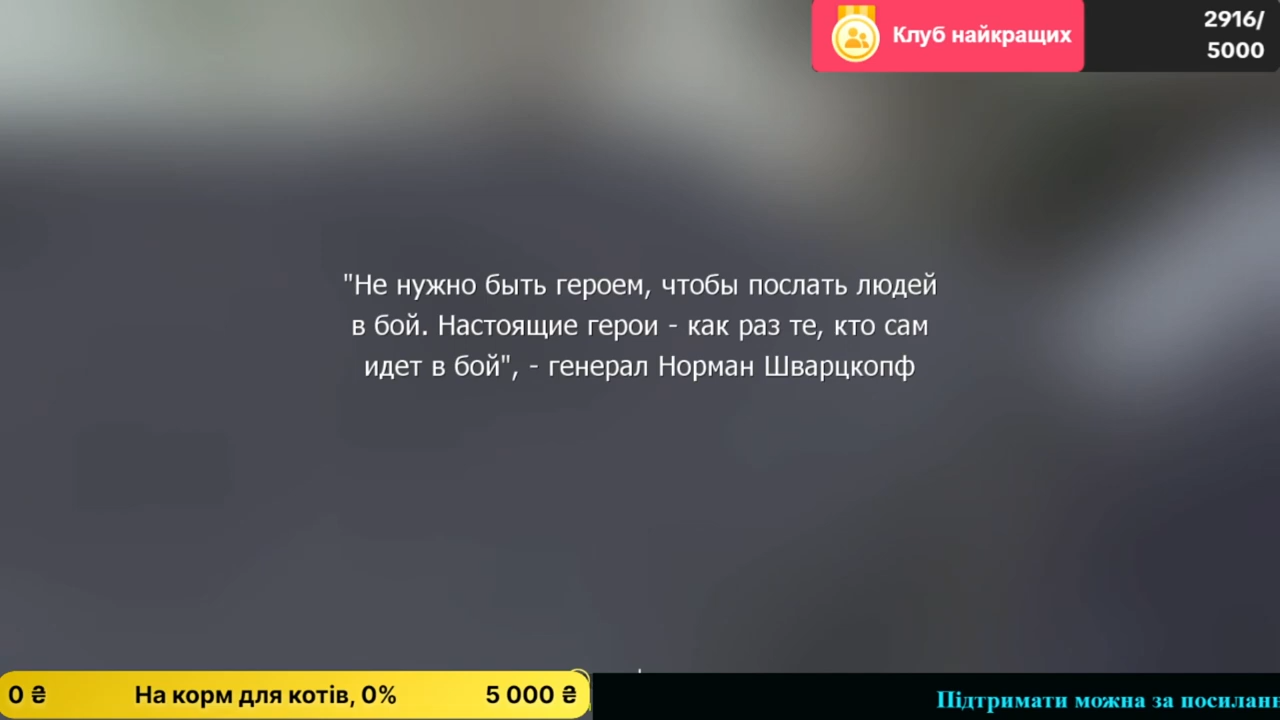 Клуб найкращих
2916/
5000
"Не нужно быть героем, чтобы послать людей
в бой. Настоящие герои - как раз те, кто сам
идет в бой", - генерал Норман Шварцкопф
0 ₴ На корм для котів, 0% 5 000 ₴
Підтримати можна за